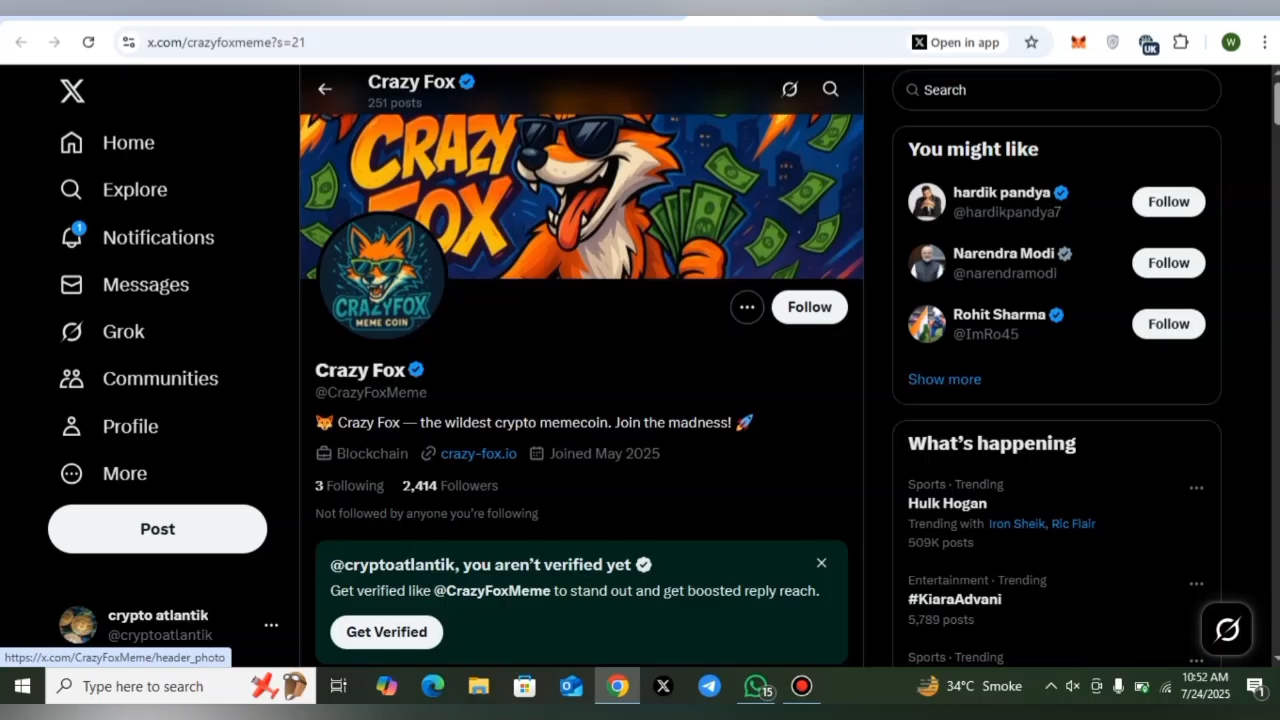 x.com/crazyfoxmeme?s=21
Open in app
UK
W
Home
Explore
1
Notifications
Messages
Grok
Communities
Profile
More
Post
crypto atlantik
@cryptoatlantik
https://x.com/CrazyFoxMeme/header_photo
Crazy Fox
251 posts
CRAZY
FOX
CRAZYFOX
MEME COIN
Follow
Crazy Fox
@CrazyFoxMeme
🦊 Crazy Fox — the wildest crypto memecoin. Join the madness! 🚀
Blockchain crazy-fox.io Joined May 2025
3 Following 2,414 Followers
Not followed by anyone you're following
@cryptoatlantik, you aren't verified yet
Get verified like @CrazyFoxMeme to stand out and get boosted reply reach.
Get Verified
Search
You might like
hardik pandya
@hardikpandya7
Follow
Narendra Modi
@narendramodi
Follow
Rohit Sharma
@ImRo45
Follow
Show more
What's happening
Sports · Trending
Hulk Hogan
Trending with Iron Sheik, Ric Flair
509K posts
Entertainment · Trending
#KiaraAdvani
5,789 posts
Sports · Trending
Type here to search
15
34°C Smoke
10:52 AM
7/24/2025
1